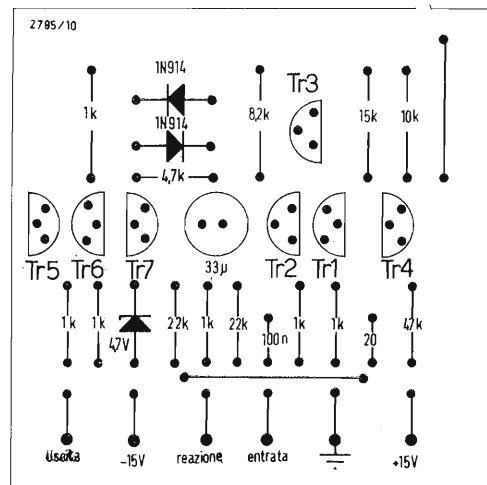 2785/10
1N914
Tr3
1k
8,2k
15k
10k
1N914
4,7k
Tr5
Tr6
Tr7
33µ
Tr2
Tr1
Tr4
1k
1k
4,7V
22k
1k
22k
100n
1k
1k
20
47k
Uscita
-15V
reazione
entrata
+15V